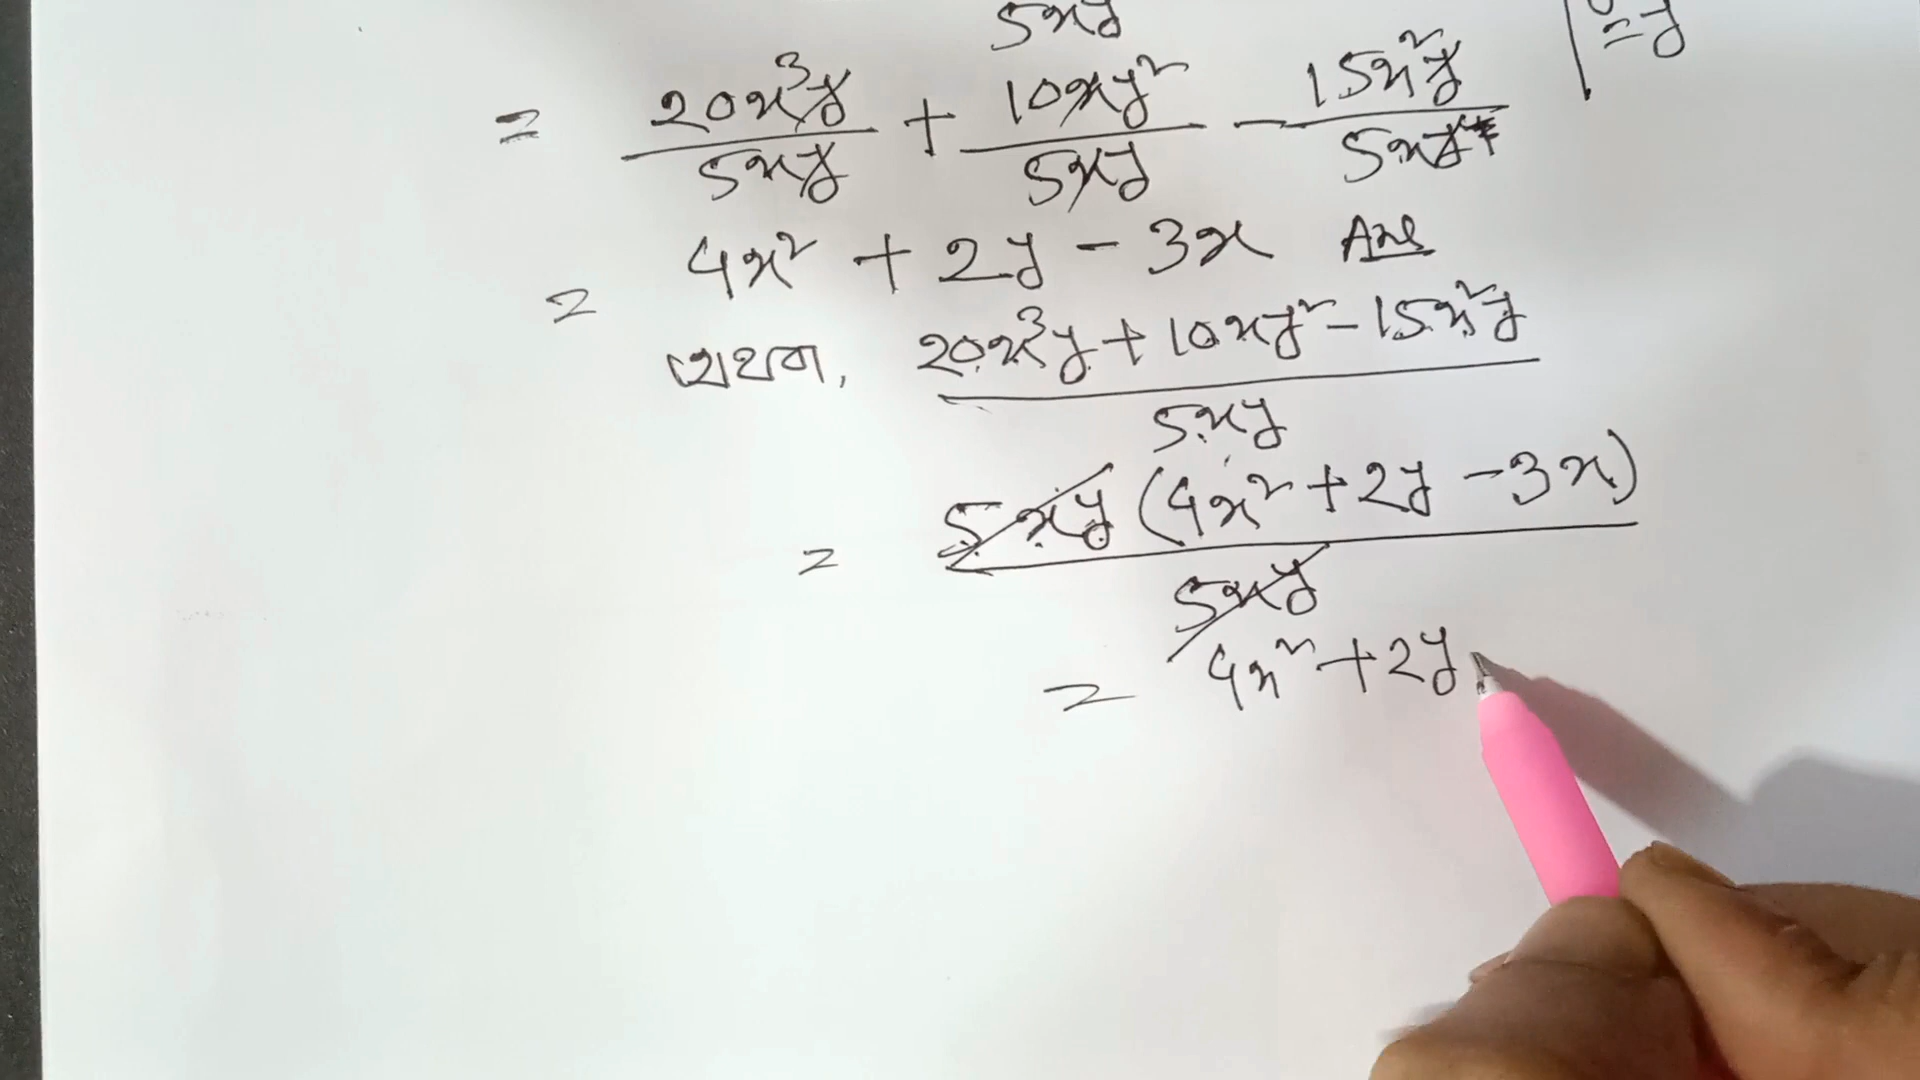 5xy
= 20x³y/5xy + 10xy²/5xy - 15x²y/5xy
= 4x² + 2y - 3x Ans
অথবা, (20x³y + 10xy² - 15x²y)/5xy
= 5xy (4x² + 2y - 3x)/5xy
= 4x² + 2y